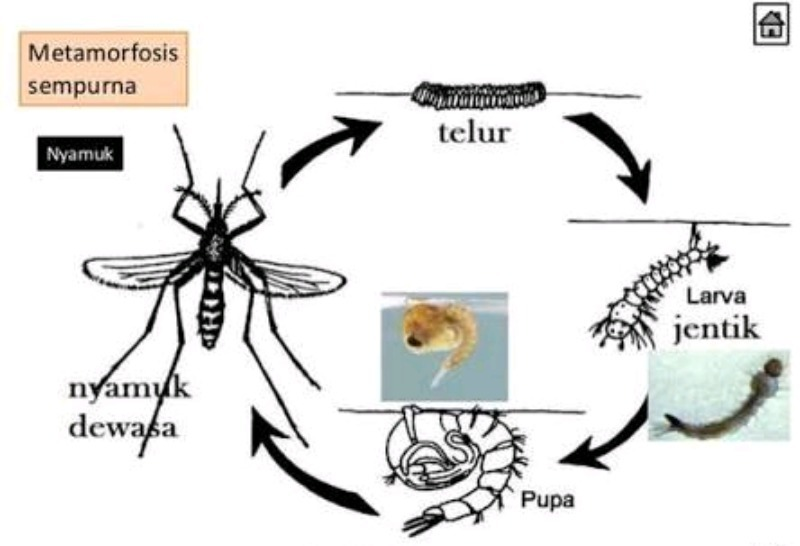 Metamorfosis
sempurna
Nyamuk
telur
Larva
jentik
nyamuk
dewasa
Pupa